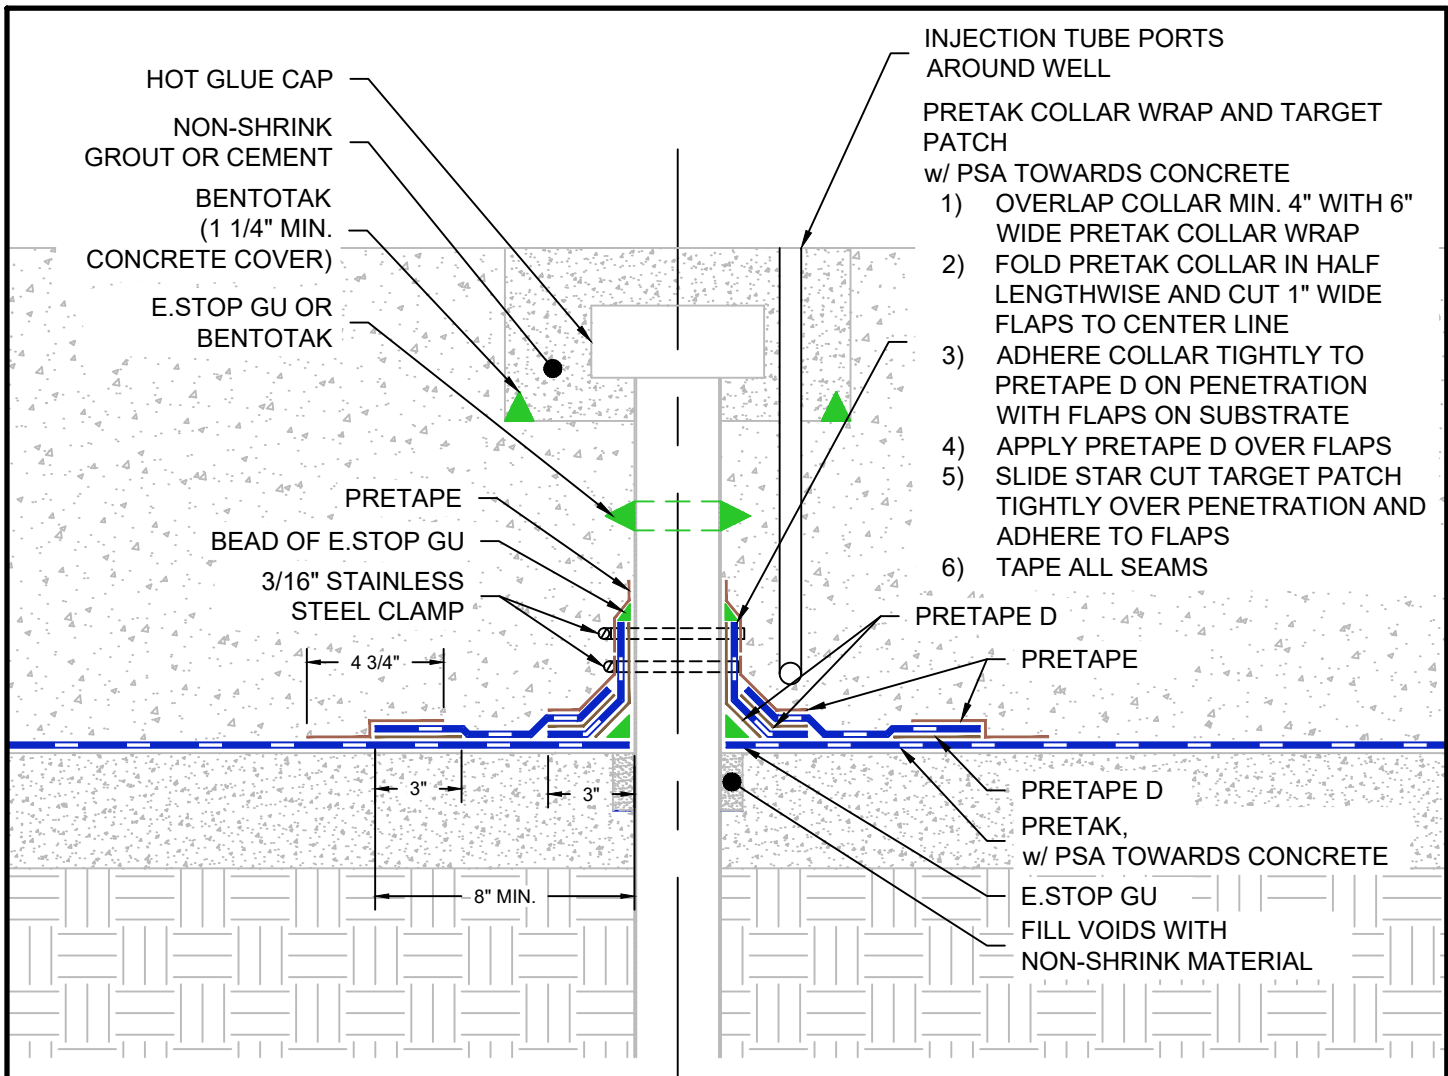 HOT GLUE CAP
NON-SHRINK
GROUT OR CEMENT
BENTOTAK
(1 1/4" MIN.
CONCRETE COVER)
E.STOP GU OR
BENTOTAK
PRETAPE
BEAD OF E.STOP GU
3/16" STAINLESS
STEEL CLAMP
4 3/4"
3"
3"
8" MIN.
INJECTION TUBE PORTS
AROUND WELL
PRETAK COLLAR WRAP AND TARGET
PATCH
w/ PSA TOWARDS CONCRETE
1) OVERLAP COLLAR MIN. 4" WITH 6"
WIDE PRETAK COLLAR WRAP
2) FOLD PRETAK COLLAR IN HALF
LENGTHWISE AND CUT 1" WIDE
FLAPS TO CENTER LINE
3) ADHERE COLLAR TIGHTLY TO
PRETAPE D ON PENETRATION
WITH FLAPS ON SUBSTRATE
4) APPLY PRETAPE D OVER FLAPS
5) SLIDE STAR CUT TARGET PATCH
TIGHTLY OVER PENETRATION AND
ADHERE TO FLAPS
6) TAPE ALL SEAMS
PRETAPE D
PRETAPE
PRETAPE D
PRETAK,
w/ PSA TOWARDS CONCRETE
E.STOP GU
FILL VOIDS WITH
NON-SHRINK MATERIAL